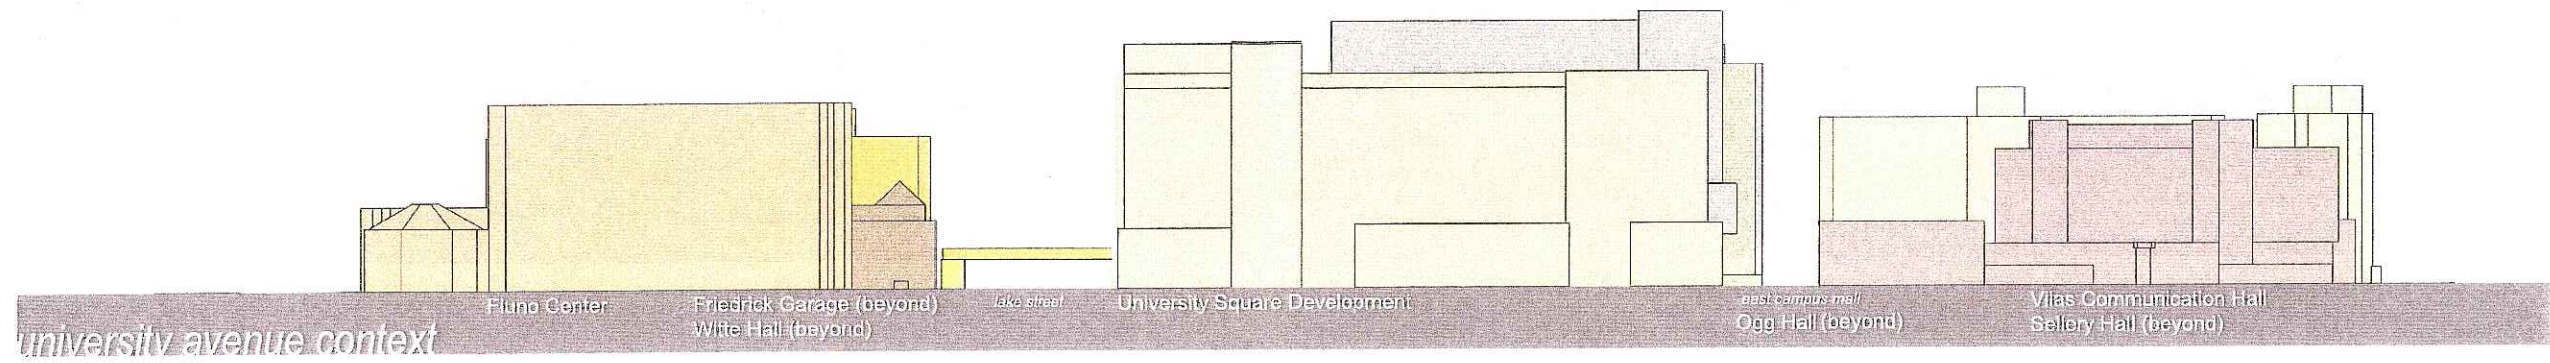 Fluno Center
Friedrick Garage (beyond)
Witte Hall (beyond)
lake street
University Square Development
east campus mall
Ogg Hall (beyond)
Vilas Communication Hall
Sellery Hall (beyond)
university avenue context